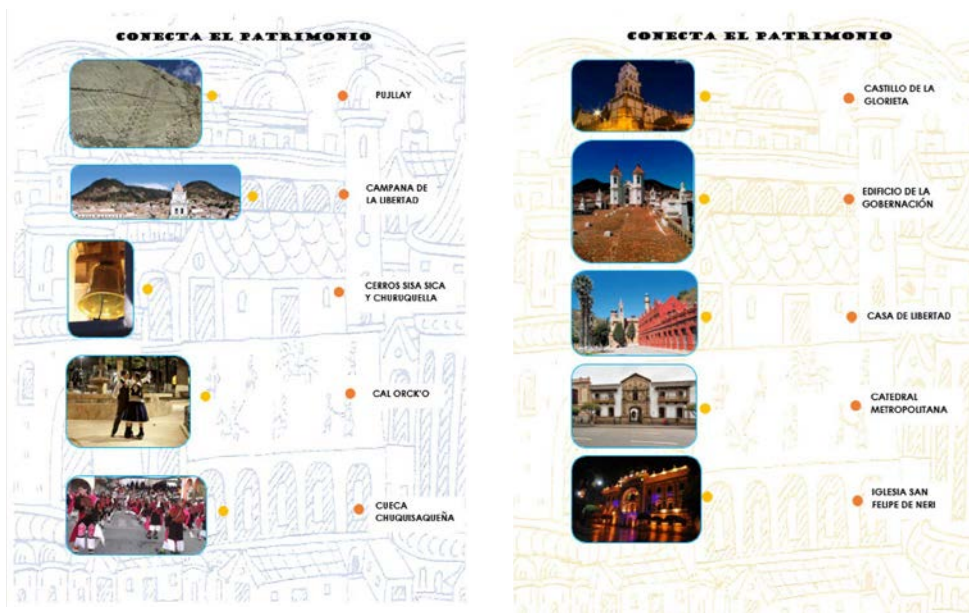 CONECTA EL PATRIMONIO
PUJLLAY
CAMPANA DE
LA LIBERTAD
CERROS SISA SICA
Y CHURUQUELLA
CAL ORCK'O
CUECA
CHUQUISAQUEÑA
CONECTA EL PATRIMONIO
CASTILLO DE LA
GLORIETA
EDIFICIO DE LA
GOBERNACIÓN
CASA DE LIBERTAD
CATEDRAL
METROPOLITANA
IGLESIA SAN
FELIPE DE NERI